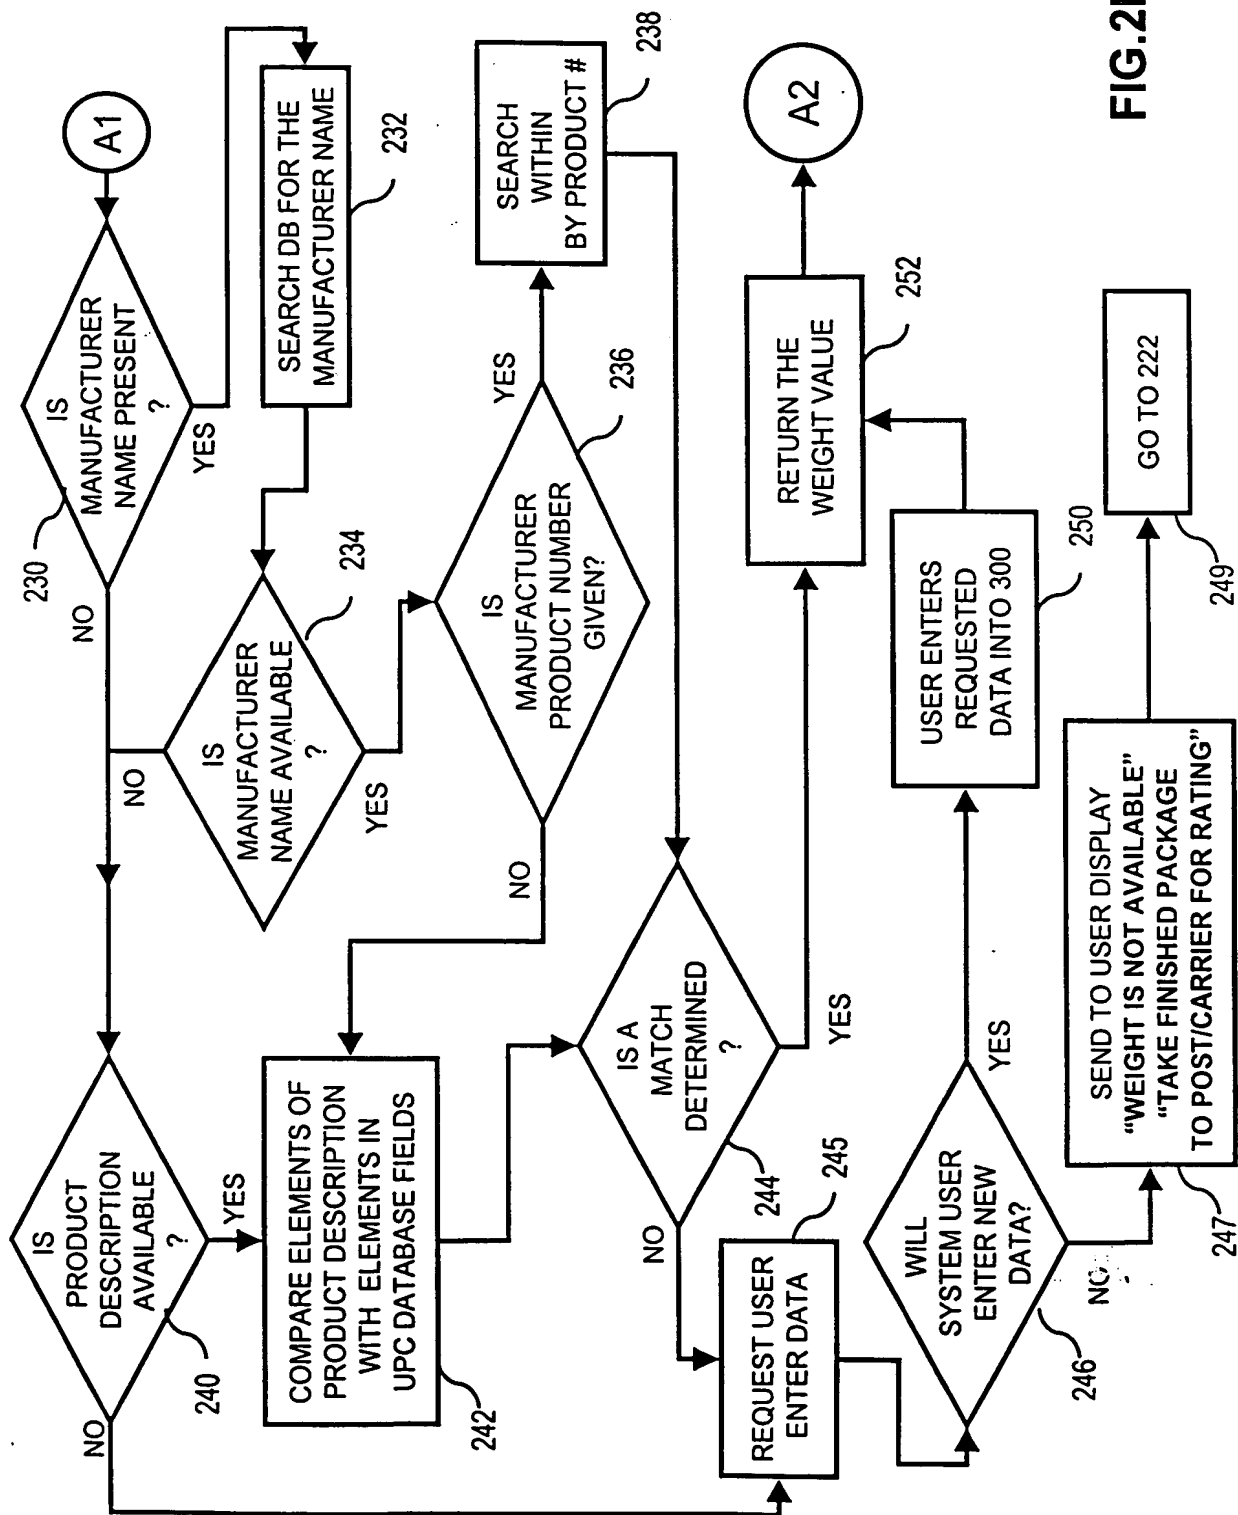 A1
IS
MANUFACTURER
NAME PRESENT
?
230
NO
YES
SEARCH DB FOR THE
MANUFACTURER NAME
232
IS
MANUFACTURER
NAME AVAILABLE
?
234
NO
YES
IS
MANUFACTURER
PRODUCT NUMBER
GIVEN?
236
NO
YES
SEARCH
WITHIN
BY PRODUCT #
238
IS
PRODUCT
DESCRIPTION
AVAILABLE
?
240
NO
YES
COMPARE ELEMENTS OF
PRODUCT DESCRIPTION
WITH ELEMENTS IN
UPC DATABASE FIELDS
242
IS A
MATCH
DETERMINED
?
244
NO
YES
REQUEST USER
ENTER DATA
245
WILL
SYSTEM USER
ENTER NEW
DATA?
246
NO
YES
SEND TO USER DISPLAY
“WEIGHT IS NOT AVAILABLE”
“TAKE FINISHED PACKAGE
TO POST/CARRIER FOR RATING”
247
GO TO 222
249
USER ENTERS
REQUESTED
DATA INTO 300
250
RETURN THE
WEIGHT VALUE
252
A2